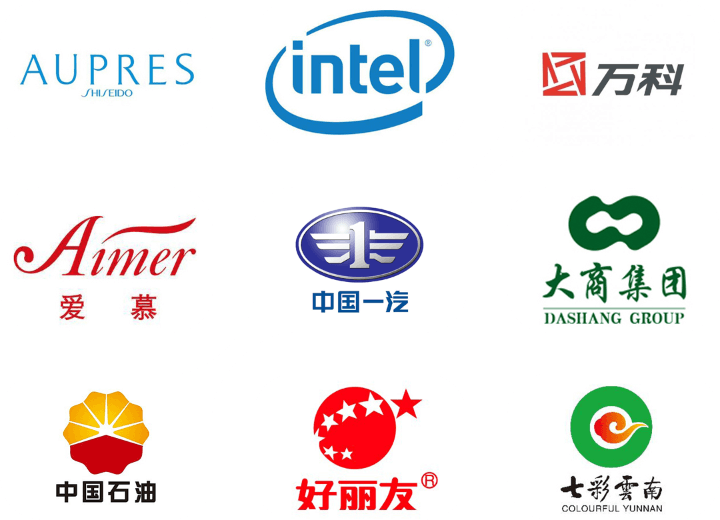 AUPRES
SHISEIDO
intel®
万科
Aimer
爱慕
1
中国一汽
大商集团
DASHANG GROUP
中国石油
好丽友®
七彩雲南
COLOURFUL YUNNAN